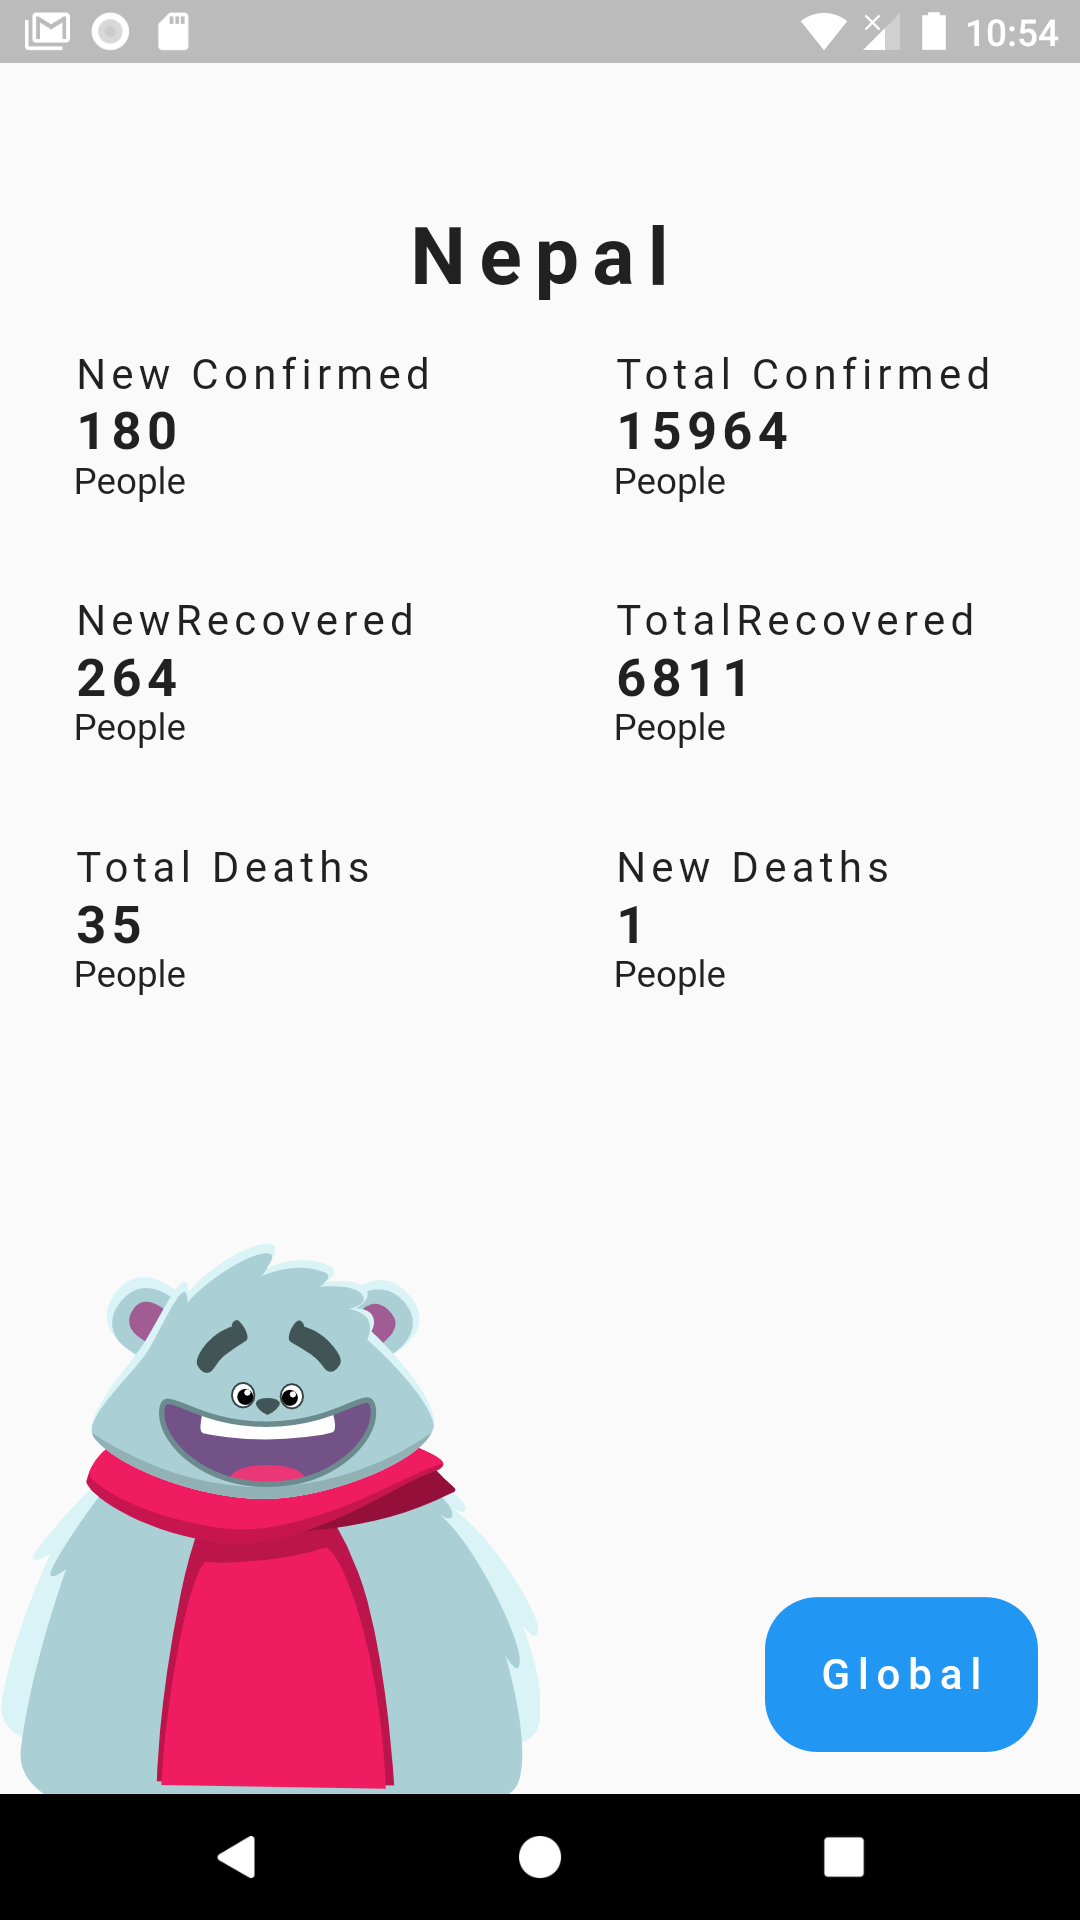 10:54
Nepal
New Confirmed
180
People
Total Confirmed
15964
People
NewRecovered
264
People
TotalRecovered
6811
People
Total Deaths
35
People
New Deaths
1
People
Global